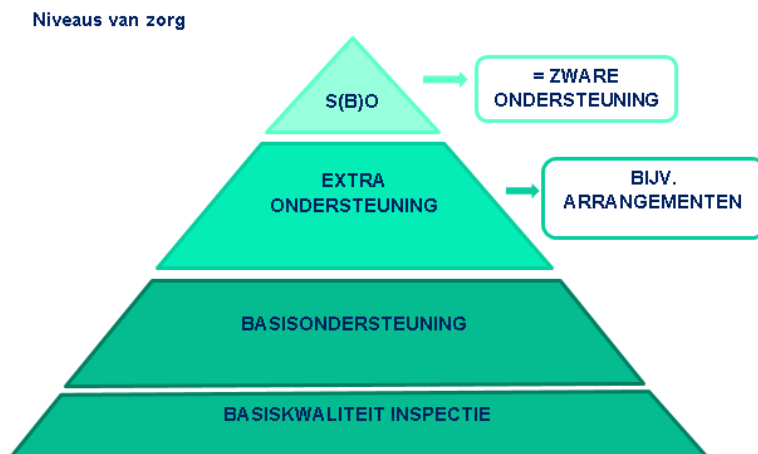 Niveaus van zorg
S(B)O
= ZWARE
ONDERSTEUNING
EXTRA
ONDERSTEUNING
BIJV.
ARRANGEMENTEN
BASISONDERSTEUNING
BASISKWALITEIT INSPECTIE